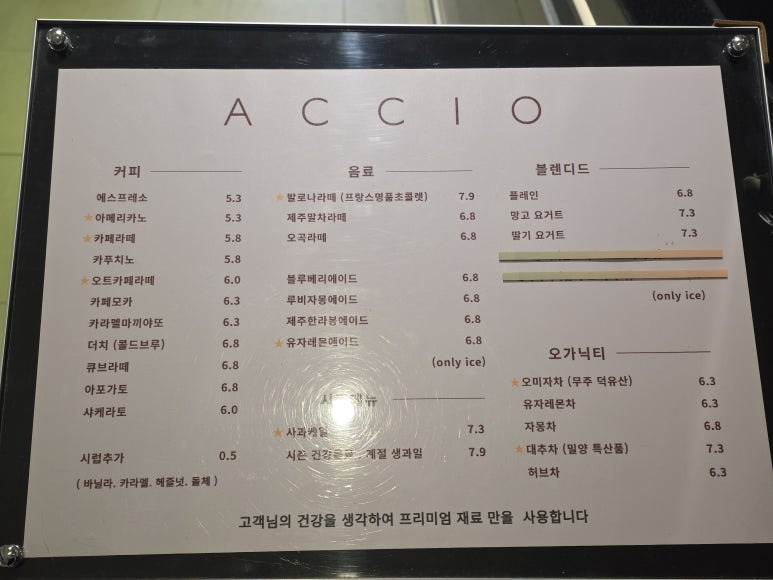 ACCIO
커피
에스프레소 5.3
★아메리카노 5.3
★카페라떼 5.8
카푸치노 5.8
★오트카페라떼 6.0
카페모카 6.3
카라멜마끼야또 6.3
더치 (콜드브루) 6.8
큐브라떼 6.8
아포가토 6.8
샤케라토 6.0
시럽추가 0.5
( 바닐라. 카라멜. 헤즐넛. 돌체 )
음료
★발로나라떼 (프랑스명품초콜렛) 7.9
제주말차라떼 6.8
오곡라떼 6.8
블루베리에이드 6.8
루비자몽에이드 6.8
제주한라봉에이드 6.8
★유자레몬에이드 6.8
(only ice)
메뉴
★사과케일 7.3
시즌 건강음료.. 계절 생과일 7.9
블렌디드
플레인 6.8
망고 요거트 7.3
딸기 요거트 7.3
(only ice)
오가닉티
★오미자차 (무주 덕유산) 6.3
유자레몬차 6.3
자몽차 6.8
★대추차 (밀양 특산품) 7.3
허브차 6.3
고객님의 건강을 생각하여 프리미엄 재료 만을 사용합니다